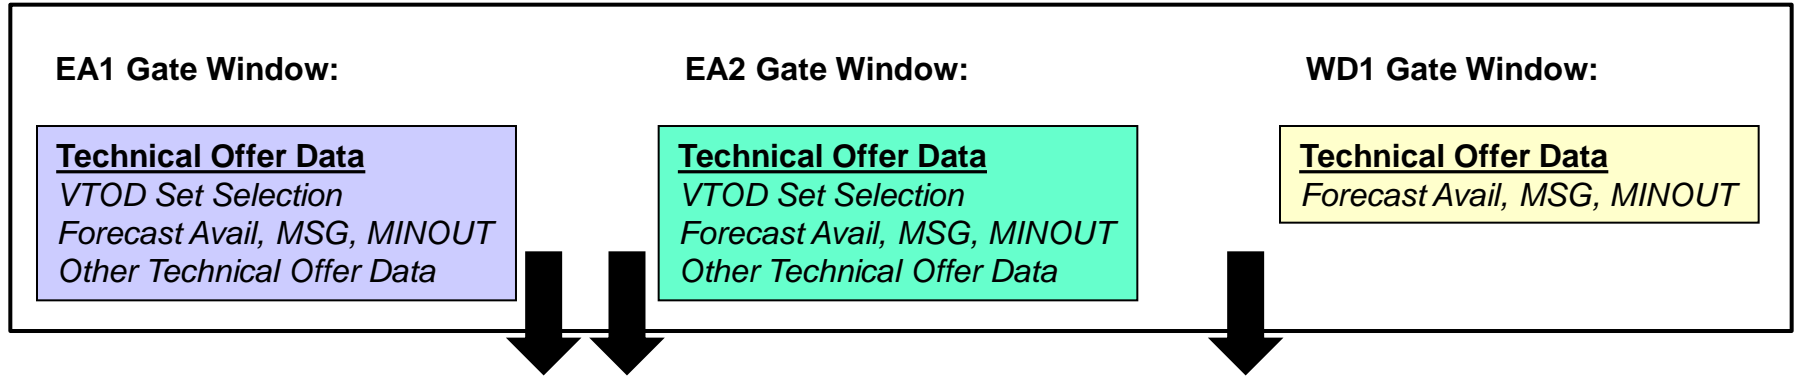 EA1 Gate Window:
Technical Offer Data
VTOD Set Selection
Forecast Avail, MSG, MINOUT
Other Technical Offer Data
EA2 Gate Window:
Technical Offer Data
VTOD Set Selection
Forecast Avail, MSG, MINOUT
Other Technical Offer Data
WD1 Gate Window:
Technical Offer Data
Forecast Avail, MSG, MINOUT